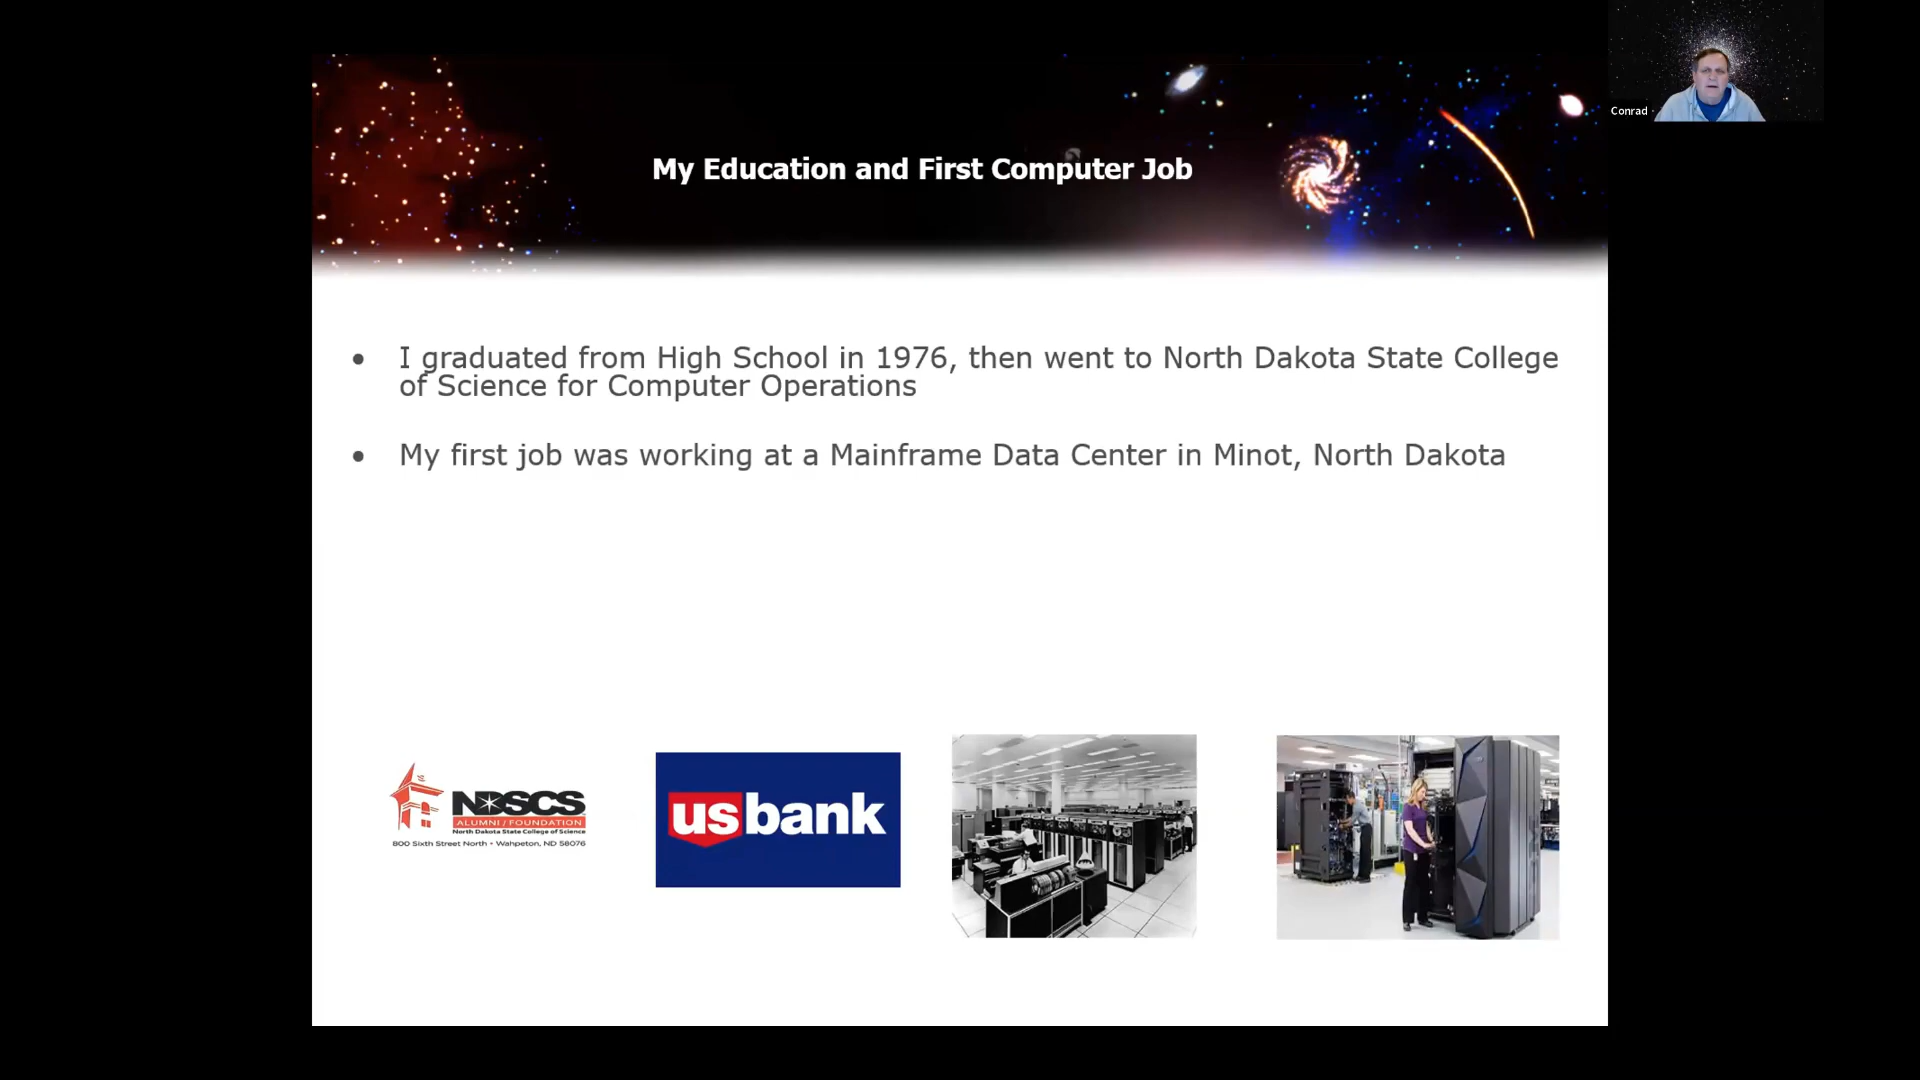 Conrad
My Education and First Computer Job
• I graduated from High School in 1976, then went to North Dakota State College
of Science for Computer Operations
• My first job was working at a Mainframe Data Center in Minot, North Dakota
NDSCS
ALUMNI / FOUNDATION
North Dakota State College of Science
800 Sixth Street North • Wahpeton, ND 58076
usbank